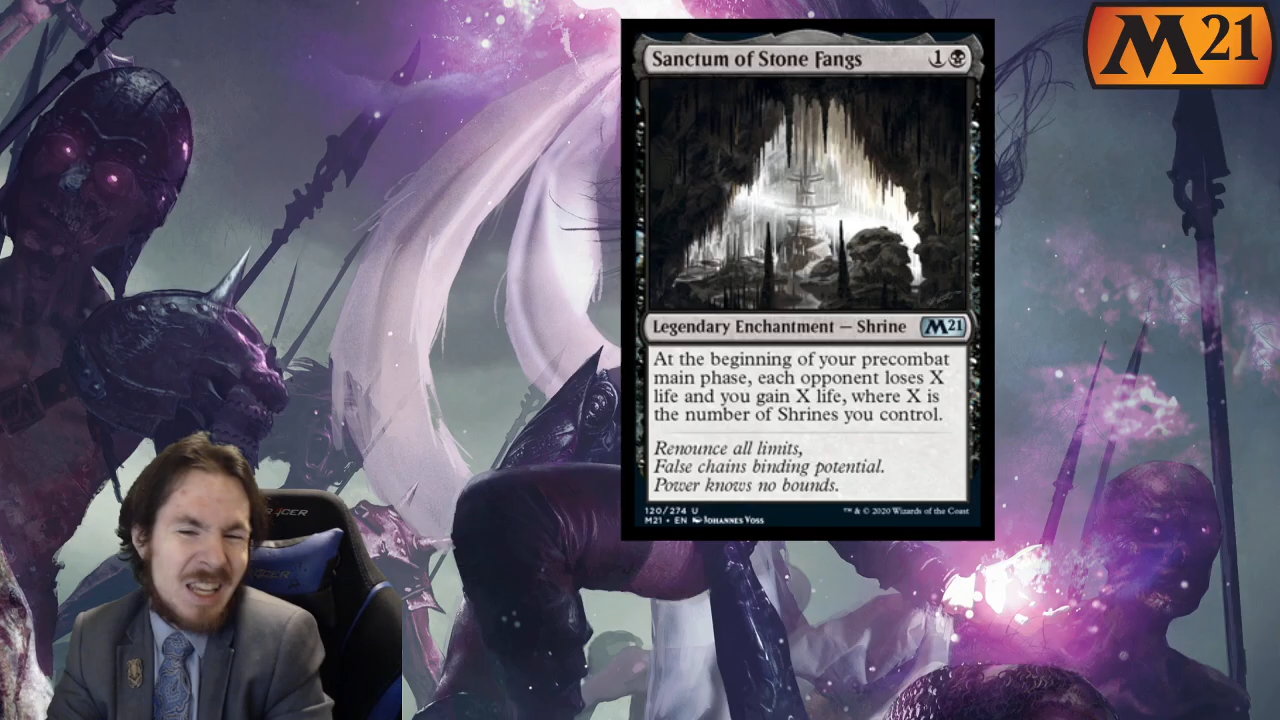 M21
Sanctum of Stone Fangs 1
Legendary Enchantment — Shrine M21
At the beginning of your precombat
main phase, each opponent loses X
life and you gain X life, where X is
the number of Shrines you control.
Renounce all limits,
False chains binding potential.
Power knows no bounds.
120/274 U
M21 • EN Johannes Voss
™ & © 2020 Wizards of the Coast